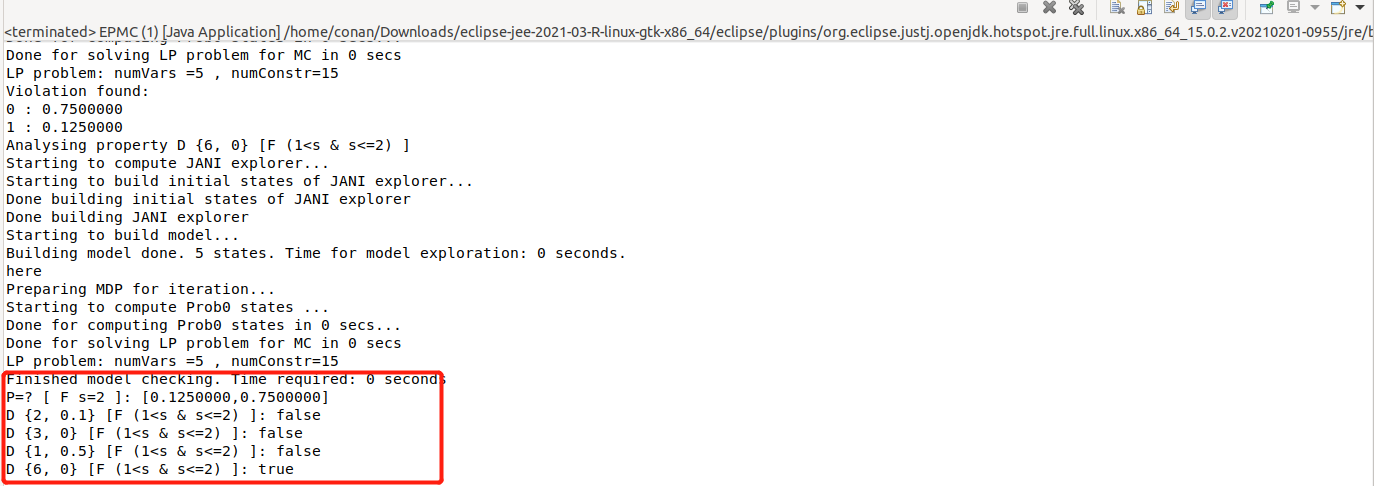 <terminated> EPMC (1) [Java Application] /home/conan/Downloads/eclipse-jee-2021-03-R-linux-gtk-x86_64/eclipse/plugins/org.eclipse.justj.openjdk.hotspot.jre.full.linux.x86_64_15.0.2.v20210201-0955/jre/b
Done for solving LP problem for MC in 0 secs
LP problem: numVars =5 , numConstr=15
Violation found:
0 : 0.7500000
1 : 0.1250000
Analysing property D {6, 0} [F (1<s & s<=2) ]
Starting to compute JANI explorer...
Starting to build initial states of JANI explorer...
Done building initial states of JANI explorer
Done building JANI explorer
Starting to build model...
Building model done. 5 states. Time for model exploration: 0 seconds.
here
Preparing MDP for iteration...
Starting to compute Prob0 states ...
Done for computing Prob0 states in 0 secs...
Done for solving LP problem for MC in 0 secs
LP problem: numVars =5 , numConstr=15
Finished model checking. Time required: 0 seconds
P=? [ F s=2 ]: [0.1250000,0.7500000]
D {2, 0.1} [F (1<s & s<=2) ]: false
D {3, 0} [F (1<s & s<=2) ]: false
D {1, 0.5} [F (1<s & s<=2) ]: false
D {6, 0} [F (1<s & s<=2) ]: true